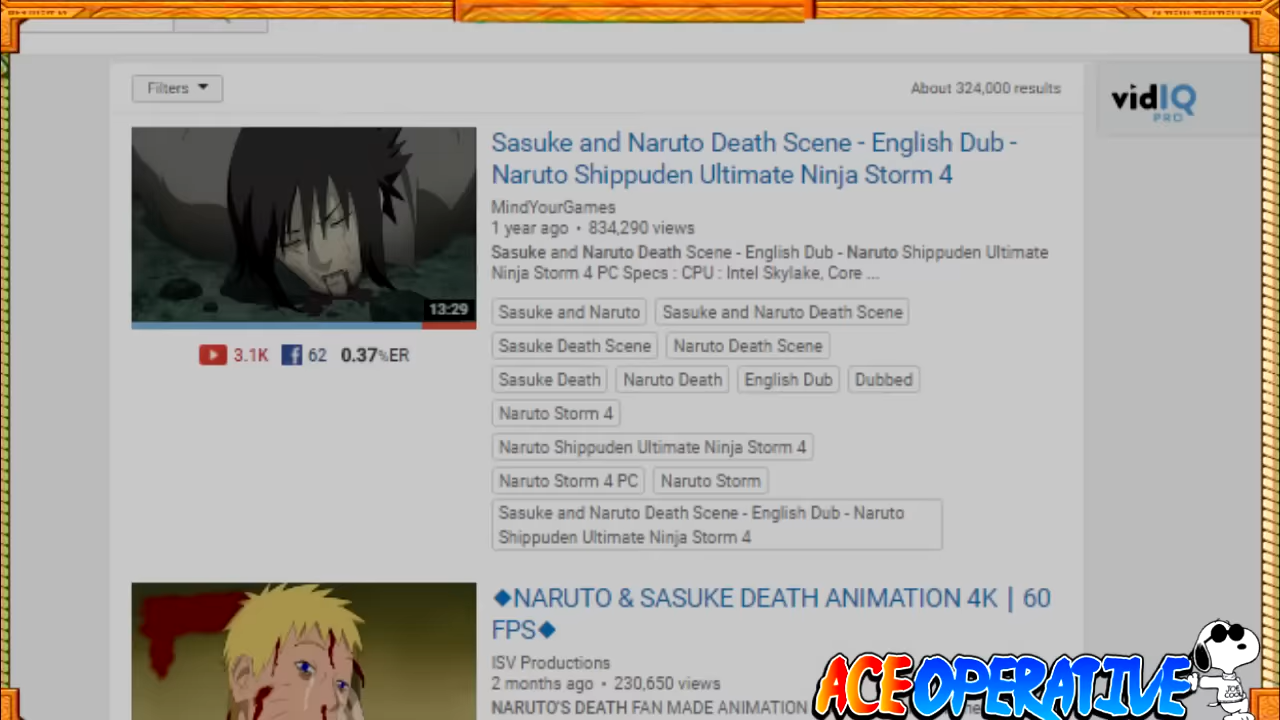 Filters
About 324,000 results
vidIQ
PRO
Sasuke and Naruto Death Scene - English Dub -
Naruto Shippuden Ultimate Ninja Storm 4
MindYourGames
1 year ago • 834,290 views
Sasuke and Naruto Death Scene - English Dub - Naruto Shippuden Ultimate
Ninja Storm 4 PC Specs : CPU : Intel Skylake, Core ...
13:29
3.1K 62 0.37%ER
Sasuke and Naruto Sasuke and Naruto Death Scene
Sasuke Death Scene Naruto Death Scene
Sasuke Death Naruto Death English Dub Dubbed
Naruto Storm 4
Naruto Shippuden Ultimate Ninja Storm 4
Naruto Storm 4 PC Naruto Storm
Sasuke and Naruto Death Scene - English Dub - Naruto
Shippuden Ultimate Ninja Storm 4
◆NARUTO & SASUKE DEATH ANIMATION 4K | 60
FPS◆
ISV Productions
2 months ago • 230,650 views
NARUTO'S DEATH FAN MADE ANIMATION
ACEOPERATIVE
JOE
COOL